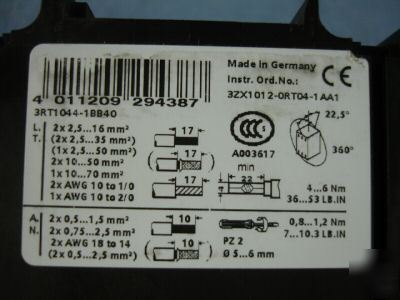 Made in Germany
Instr. Ord.No.:
3ZX1012-0RT04-1AA1
CE
4 011209 294387
3RT1044-1BB40
L. 2x 2,5...16 mm² 17
T. (2x 2,5...35 mm²)
(1x 2,5...50 mm²)
2x 10...50 mm² 17
1x 10...70 mm²
2x AWG 10 to 1/0 17
1x AWG 10 to 2/0
CCC
A003617
22,5°
360°
min
22
4
4...6 Nm
36...53 LB.IN
A. 2x 0,5...1,5 mm² 10
N. 2x 0,75...2,5 mm²
2x AWG 18 to 14 10
(2x 0,5...2,5 mm²)
PZ 2
Ø 5...6 mm
0,8...1,2 Nm
7...10.3 LB.IN